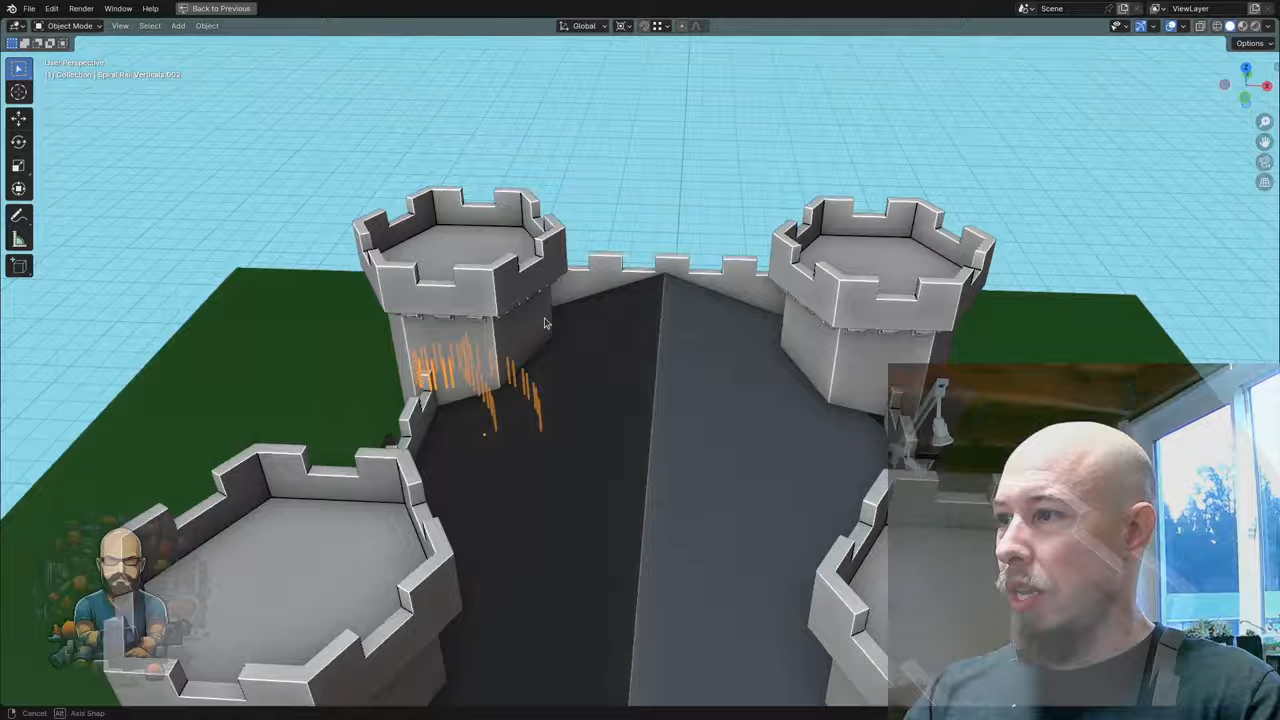 File Edit Render Window Help Back to Previous Scene ViewLayer
Object Mode View Select Add Object Global
Options
User Perspective
(1) Collection | Spiral Rail Verticals.002
Z
X
Cancel Alt Axis Snap